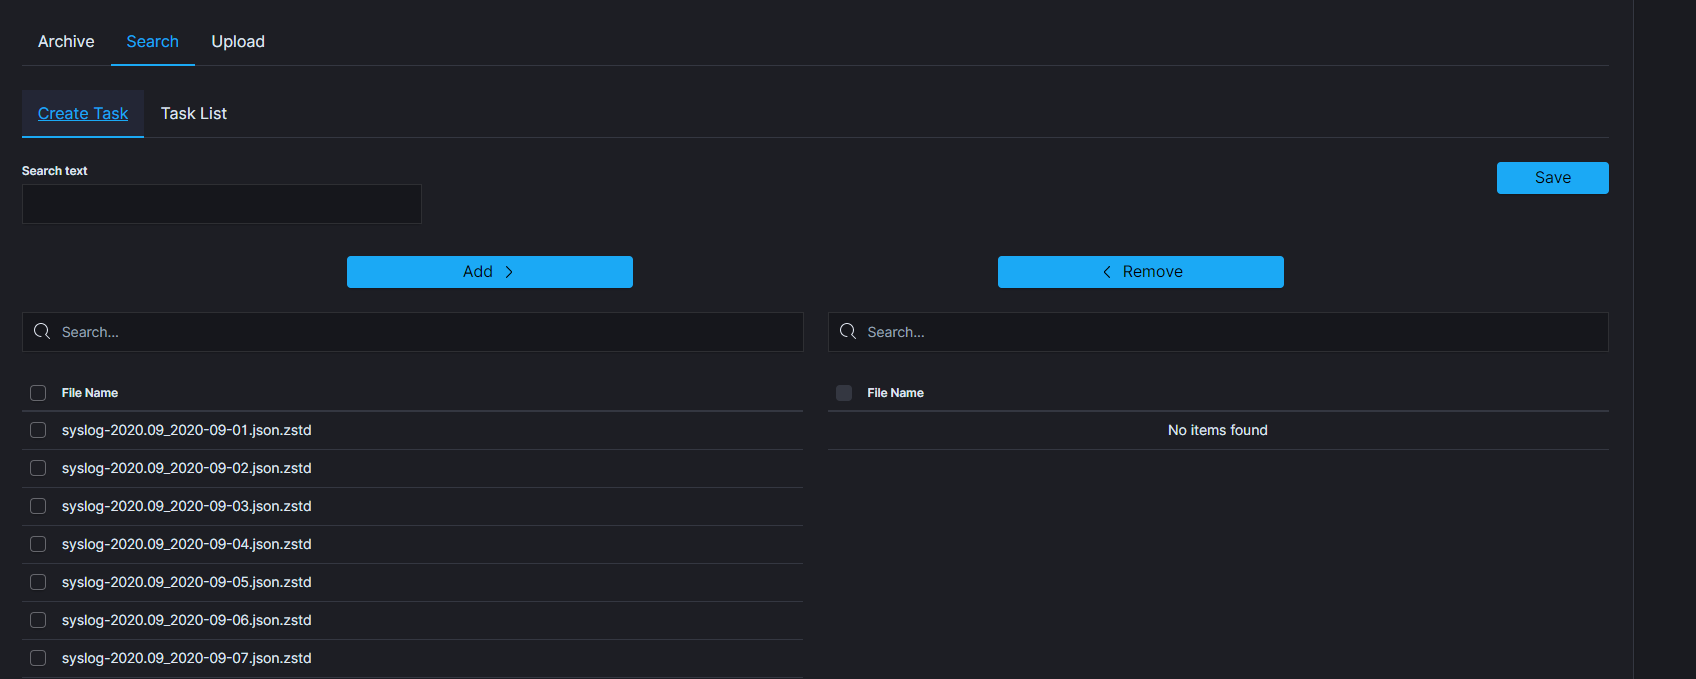 Archive Search Upload
Create Task Task List
Search text
Save
Add
Remove
Search...
Search...
File Name
syslog-2020.09_2020-09-01.json.zstd
syslog-2020.09_2020-09-02.json.zstd
syslog-2020.09_2020-09-03.json.zstd
syslog-2020.09_2020-09-04.json.zstd
syslog-2020.09_2020-09-05.json.zstd
syslog-2020.09_2020-09-06.json.zstd
syslog-2020.09_2020-09-07.json.zstd
File Name
No items found